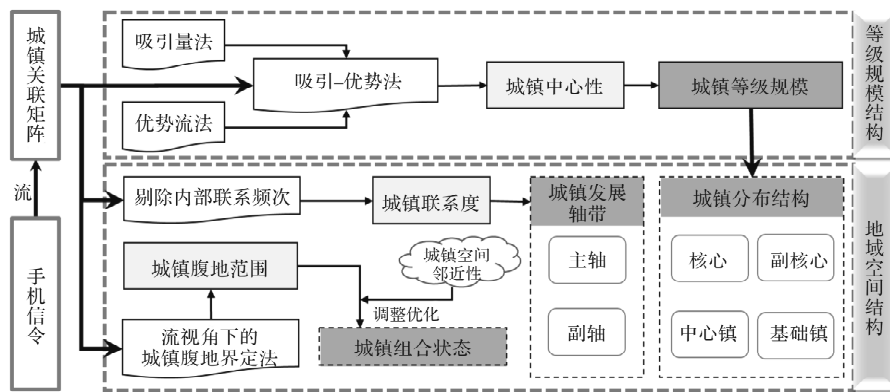 城镇关联矩阵
流
手机信令
吸引量法
优势流法
吸引–优势法
城镇中心性
城镇等级规模
等级规模结构
剔除内部联系频次
城镇联系度
城镇发展
轴带
主轴
副轴
城镇分布结构
核心
副核心
中心镇
基础镇
城镇腹地范围
城镇空间
邻近性
调整优化
流视角下的
城镇腹地界定法
城镇组合状态
地域空间结构